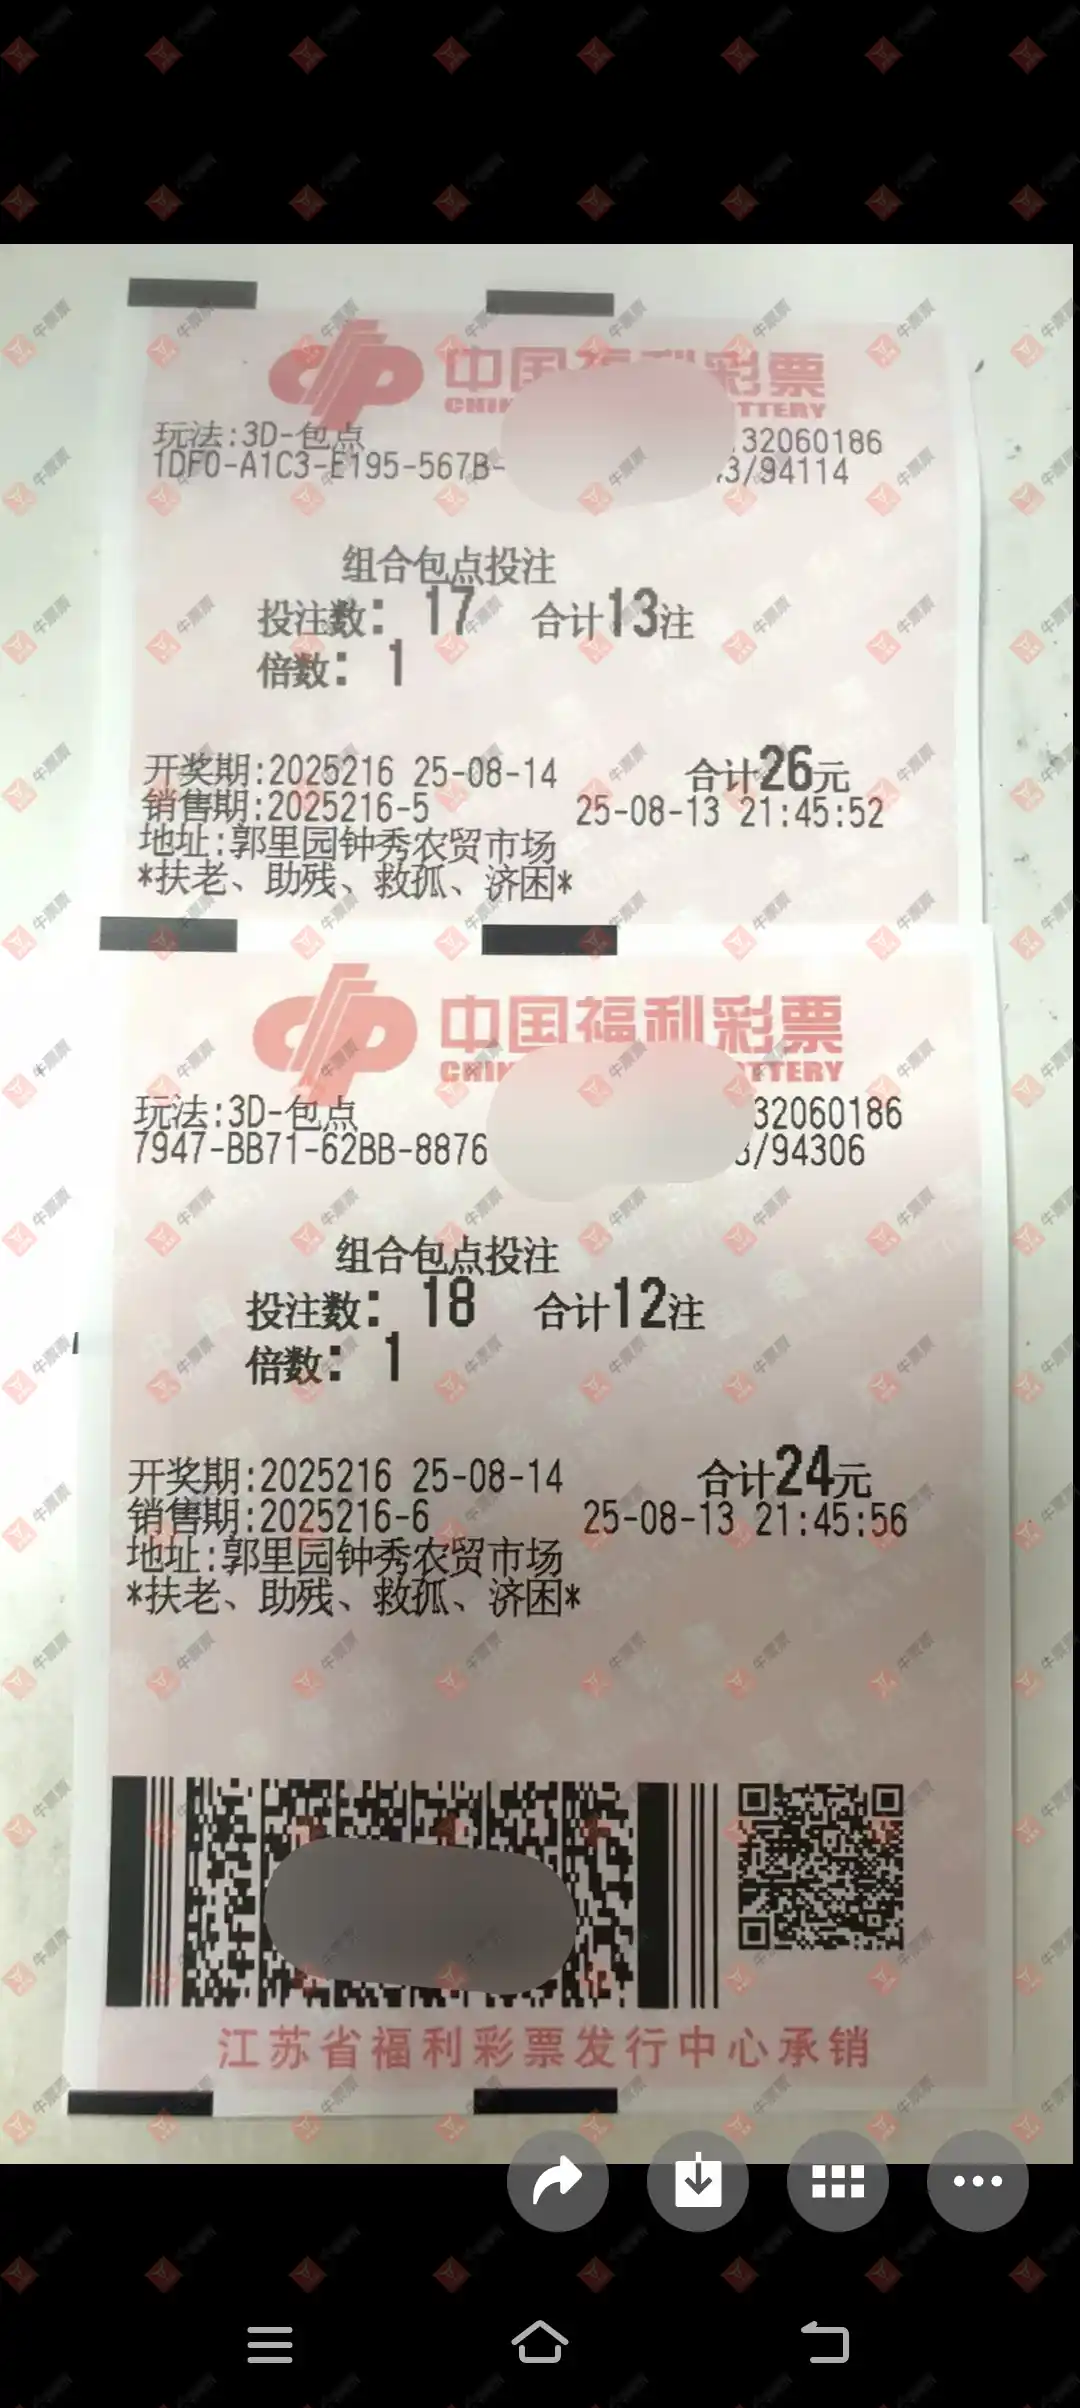 中国福利彩票
玩法:3D-包点
32060186
1DF0-A1C3-E195-567B-
3/94114
组合包点投注
投注数: 17 合计13注
倍数: 1
开奖期:2025216 25-08-14 合计26元
销售期:2025216-5 25-08-13 21:45:52
地址:郭里园钟秀农贸市场
*扶老、助残、救孤、济困*
中国福利彩票
玩法:3D-包点
32060186
7947-BB71-62BB-8876
/94306
组合包点投注
投注数: 18 合计12注
倍数: 1
开奖期:2025216 25-08-14 合计24元
销售期:2025216-6 25-08-13 21:45:56
地址:郭里园钟秀农贸市场
*扶老、助残、救孤、济困*
江苏省福利彩票发行中心承销
牛票票